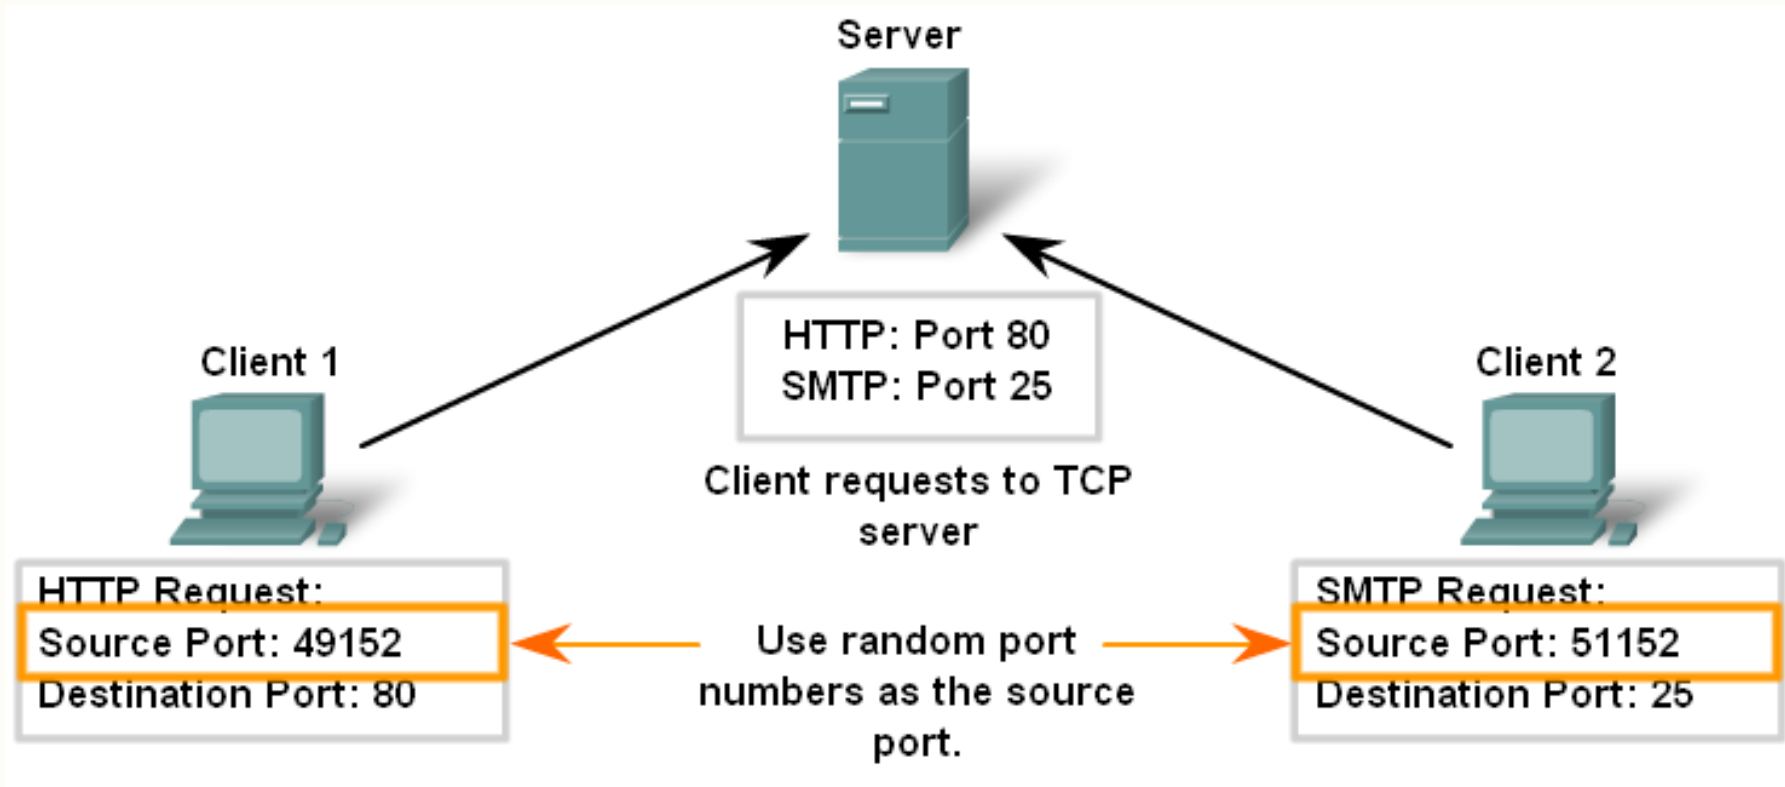 Server
HTTP: Port 80
SMTP: Port 25
Client 1
Client 2
Client requests to TCP
server
HTTP Request:
Source Port: 49152
Destination Port: 80
Use random port
numbers as the source
port.
SMTP Request:
Source Port: 51152
Destination Port: 25